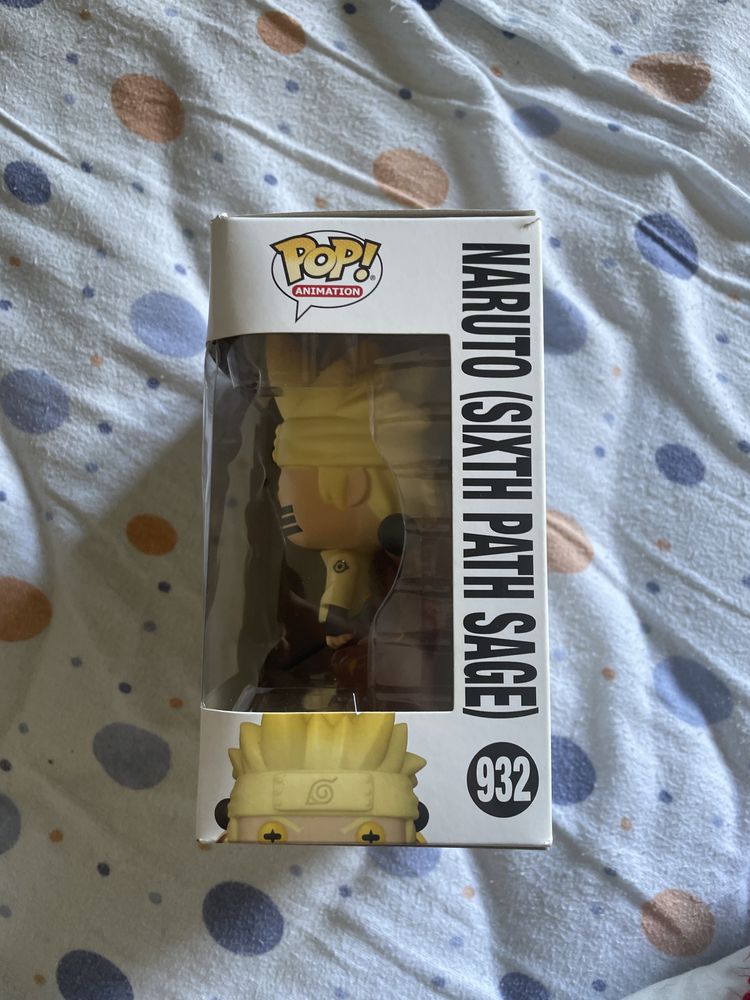 POP!
ANIMATION
®
NARUTO (SIXTH PATH SAGE)
932